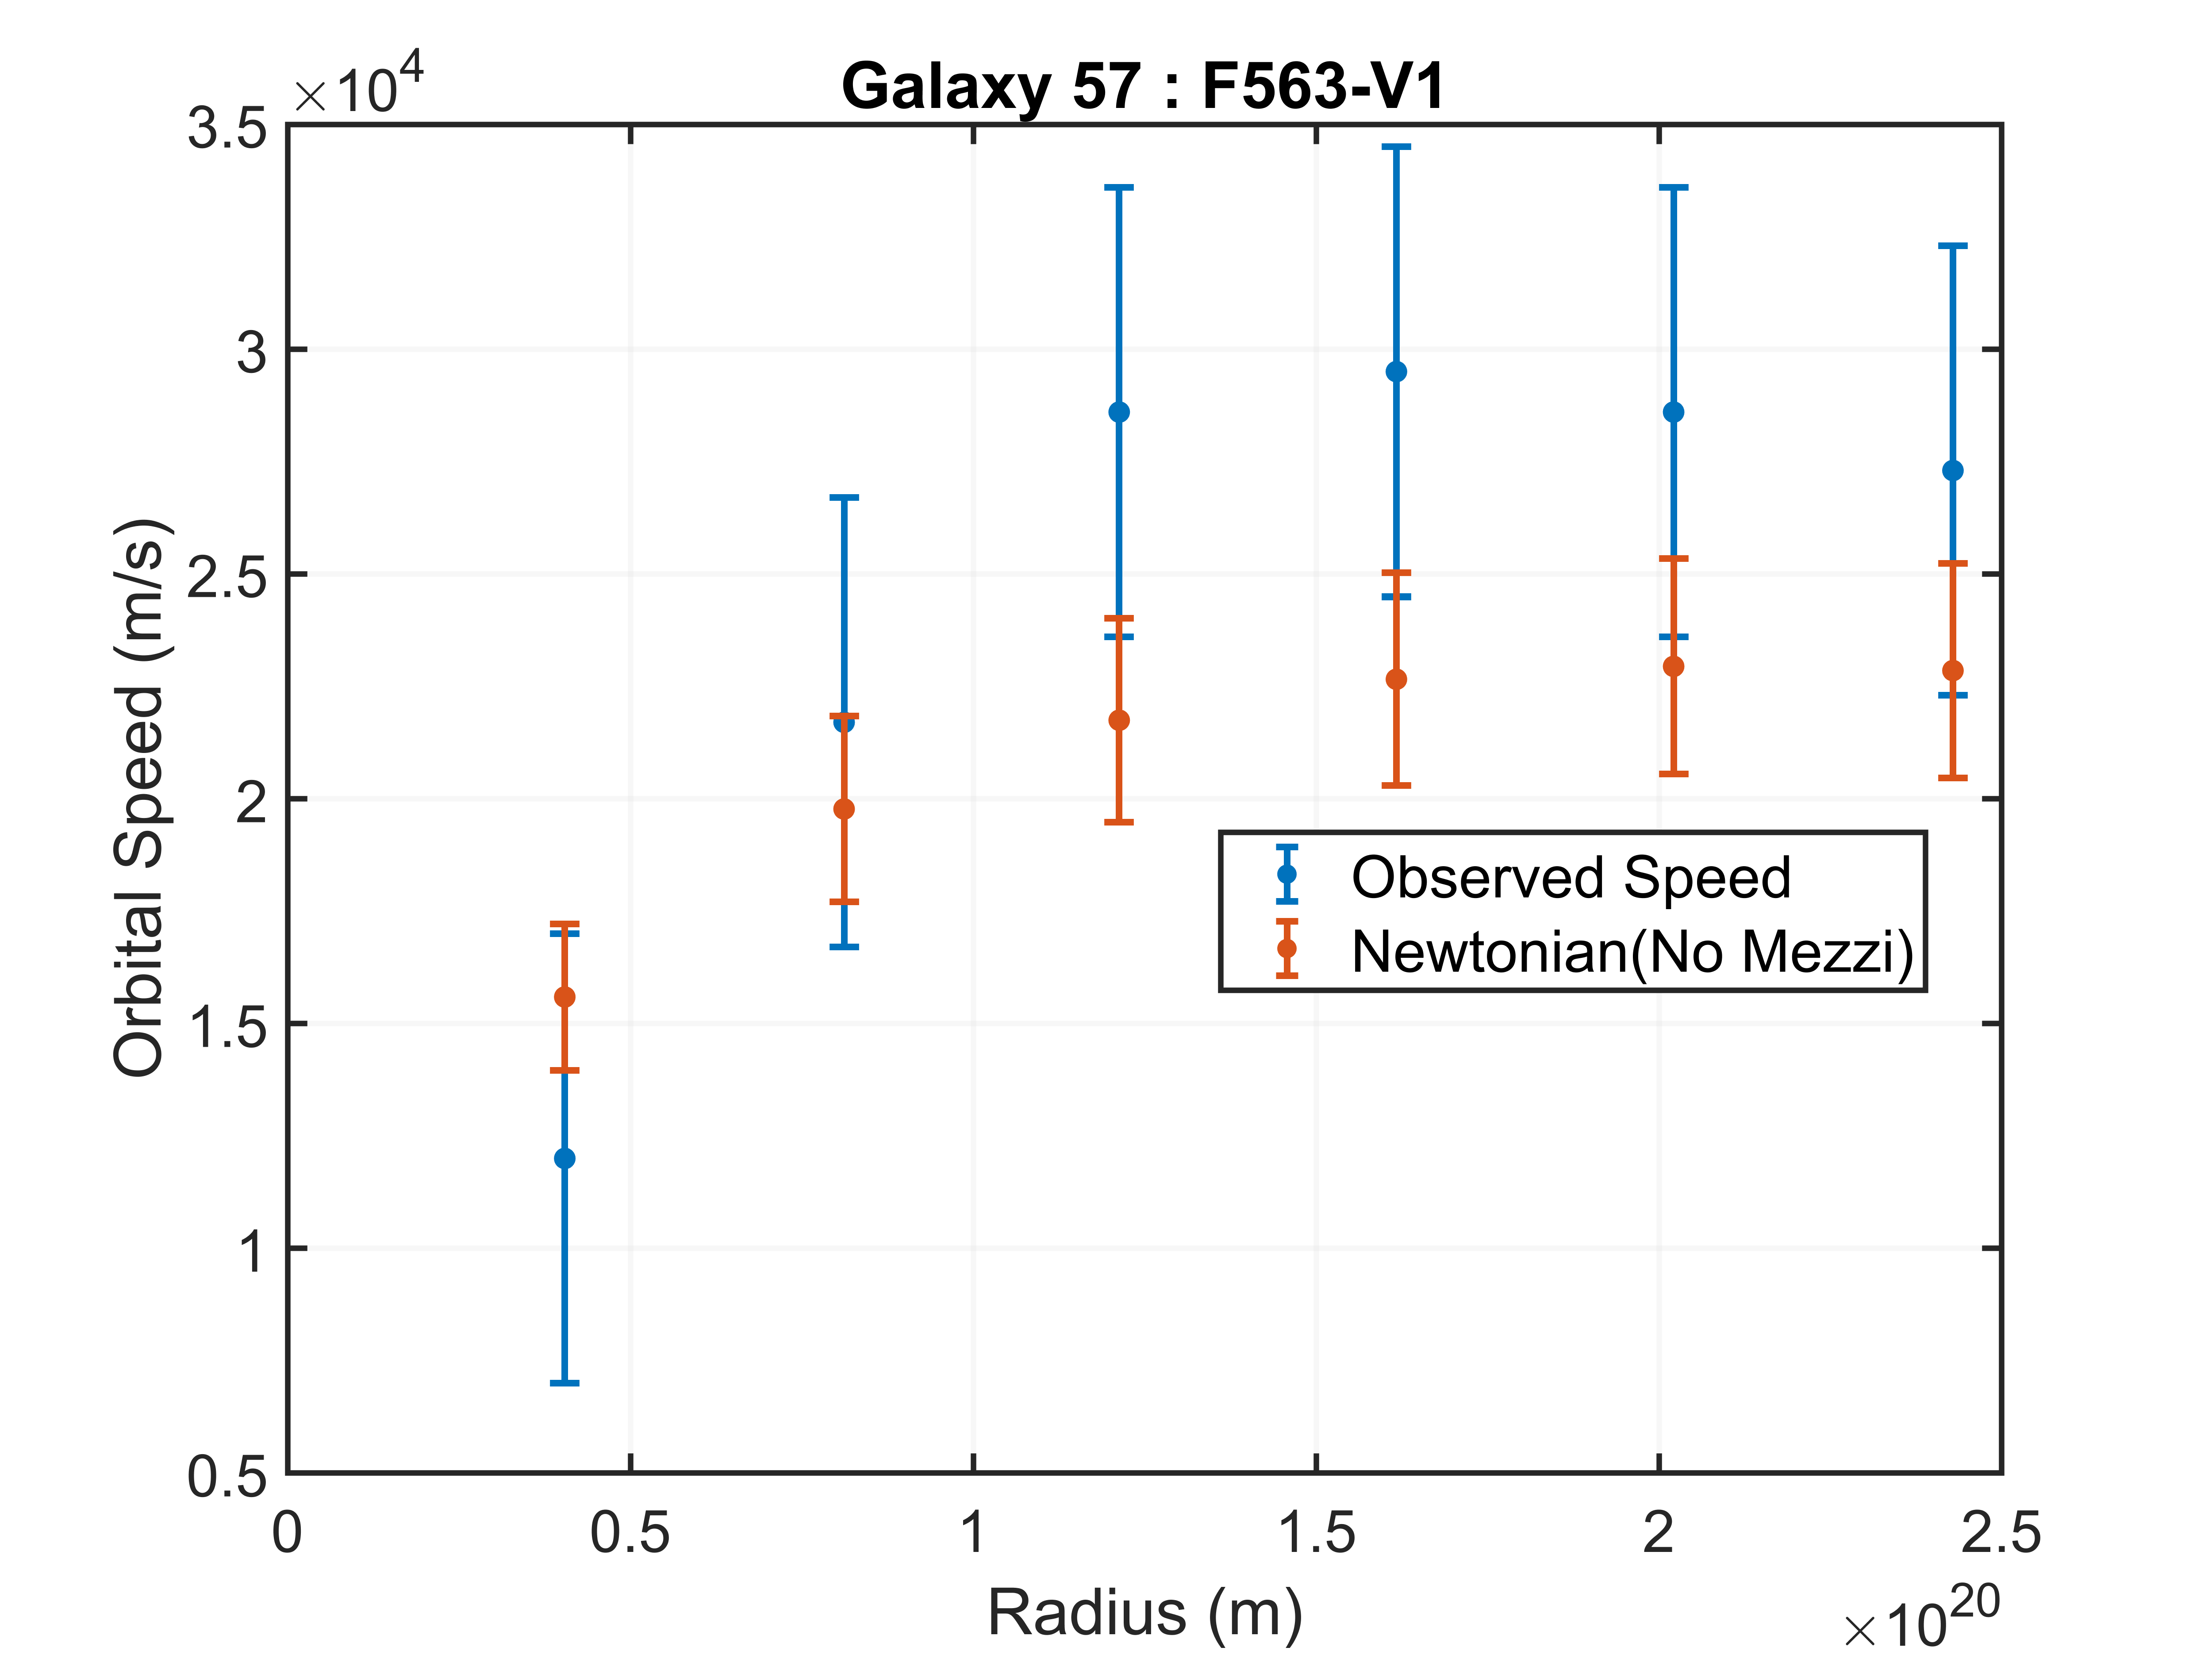 ×10⁴
Galaxy 57 : F563-V1
3.5
3
2.5
2
1.5
1
0.5
Orbital Speed (m/s)
Observed Speed
Newtonian(No Mezzi)
0 0.5 1 1.5 2 2.5
Radius (m)
×10²⁰